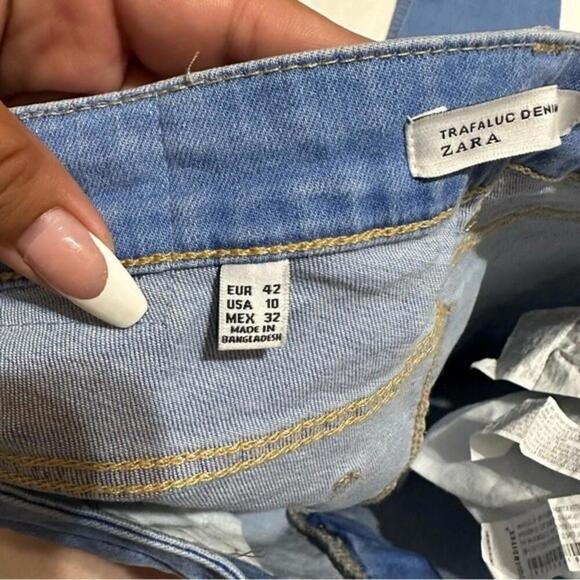 TRAFALUC DENIM
ZARA
EUR 42
USA 10
MEX 32
MADE IN
BANGLADESH